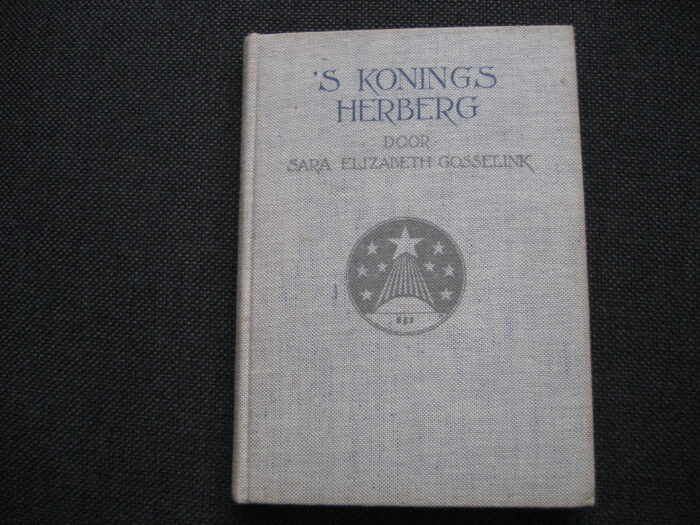 'S KONINGS
HERBERG
DOOR
SARA ELIZABETH GOSSELINK